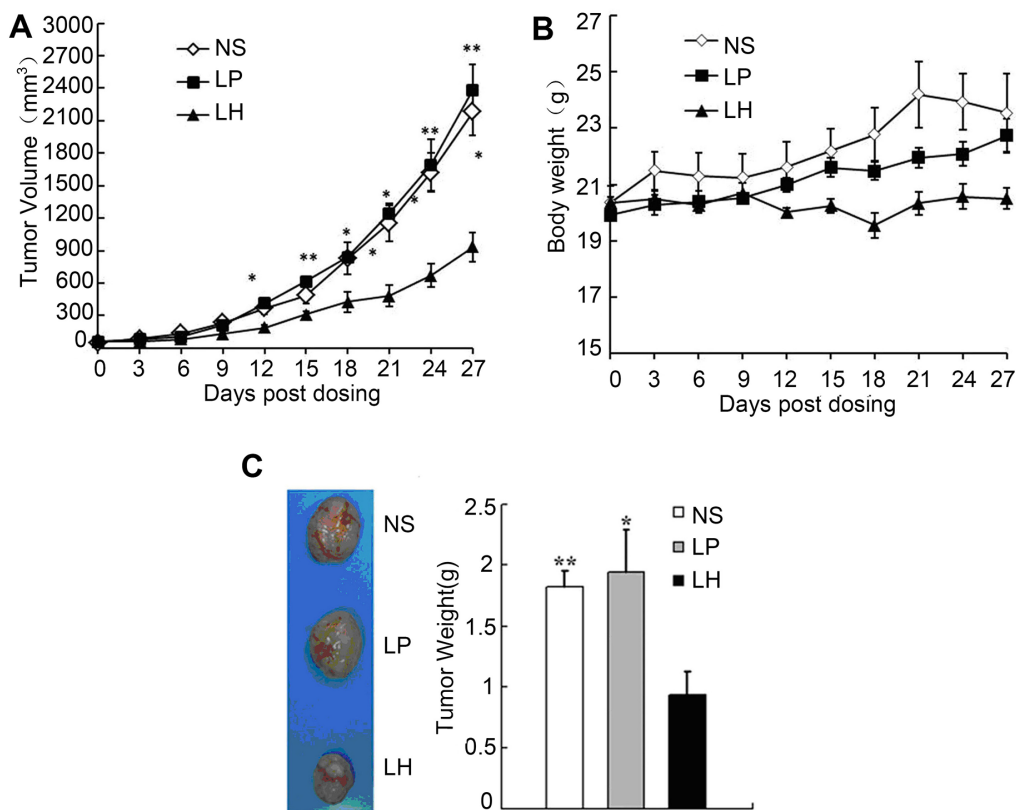 A
Tumor Volume (mm³)
3000
2700
2400
2100
1800
1500
1200
900
600
300
0
NS
LP
LH
*
**
*
*
*
*
**
**
*
0 3 6 9 12 15 18 21 24 27
Days post dosing
B
Body weight (g)
27
25
23
21
19
17
15
NS
LP
LH
0 3 6 9 12 15 18 21 24 27
Days post dosing
C
NS
LP
LH
Tumor Weight(g)
2.5
2
1.5
1
0.5
0
**
*
NS
LP
LH